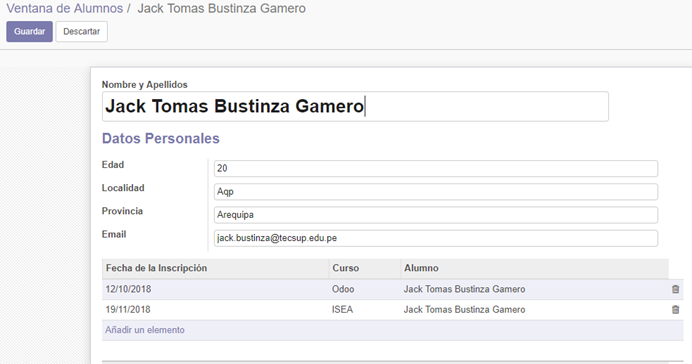 Ventana de Alumnos / Jack Tomas Bustinza Gamero
Guardar Descartar
Nombre y Apellidos
Jack Tomas Bustinza Gamero
Datos Personales
Edad 20
Localidad Aqp
Provincia Arequipa
Email jack.bustinza@tecsup.edu.pe
Fecha de la Inscripción Curso Alumno
12/10/2018 Odoo Jack Tomas Bustinza Gamero
19/11/2018 ISEA Jack Tomas Bustinza Gamero
Añadir un elemento